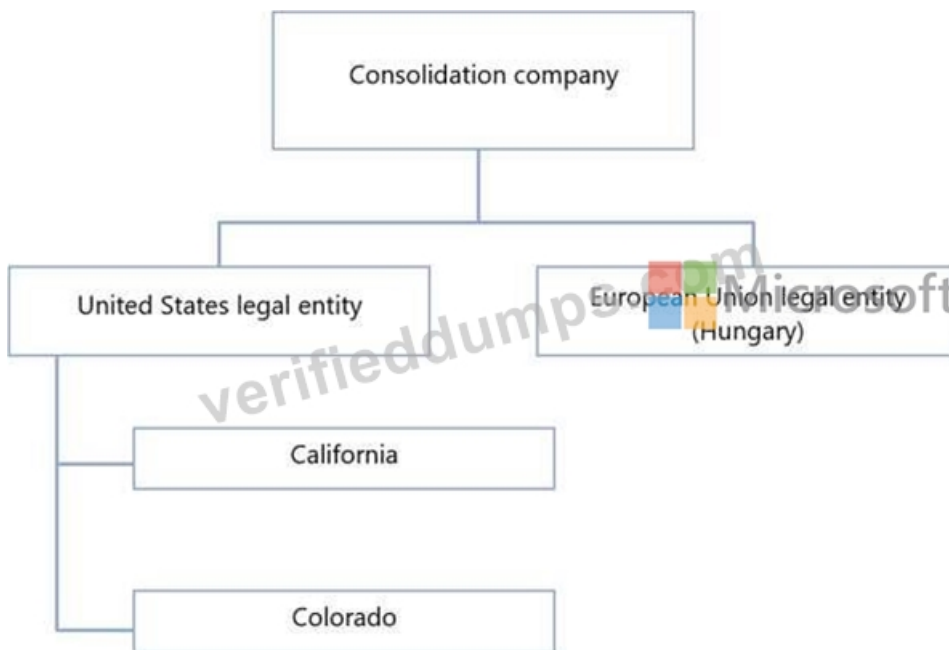 Consolidation company
United States legal entity
European Union legal entity
(Hungary)
Microsoft
verifieddumps.com
California
Colorado